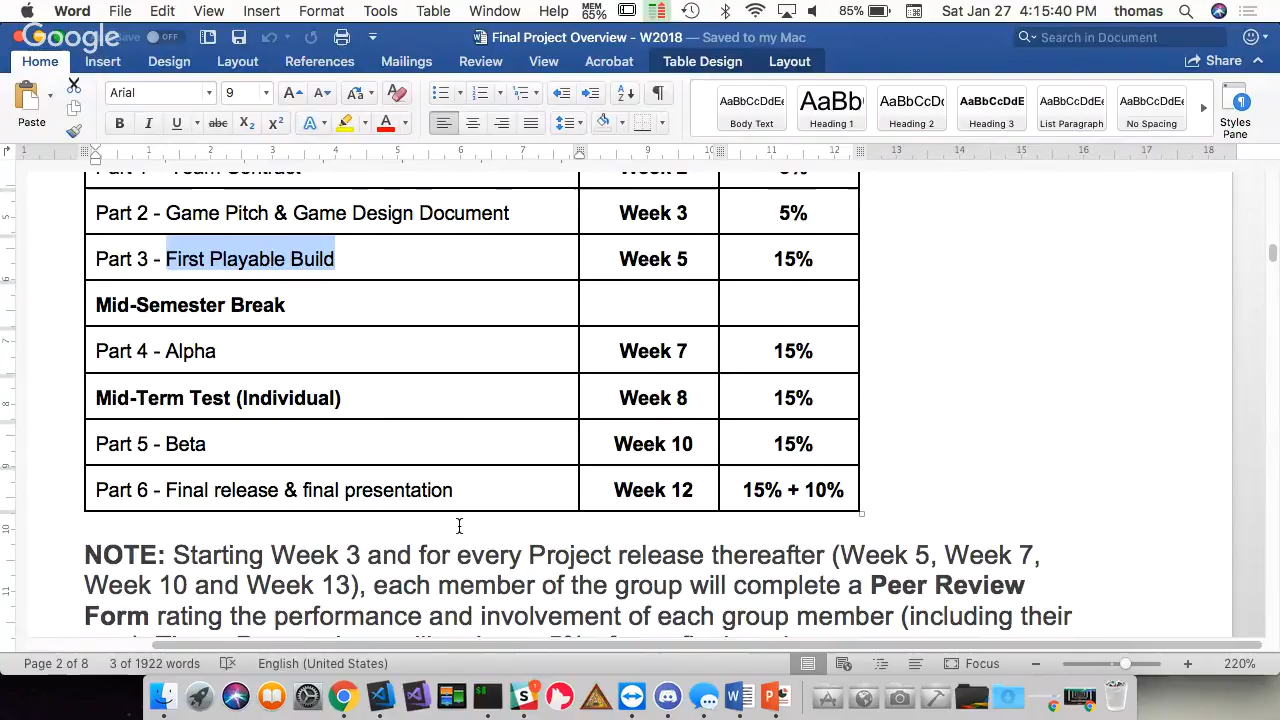 Word File Edit View Insert Format Tools Table Window Help MEM 65% 85% Sat Jan 27 4:15:40 PM thomas
Google
OFF Final Project Overview - W2018 — Saved to my Mac Search in Document
Home Insert Design Layout References Mailings Review View Acrobat Table Design Layout Share
Paste Arial 9
AaBbCcDdEe AaBb AaBbCcDc AaBbCcDdE AaBbCcDdEe AaBbCcDdEe
Body Text Heading 1 Heading 2 Heading 3 List Paragraph No Spacing Styles Pane
Part 2 - Game Pitch & Game Design Document Week 3 5%
Part 3 - First Playable Build Week 5 15%
Mid-Semester Break
Part 4 - Alpha Week 7 15%
Mid-Term Test (Individual) Week 8 15%
Part 5 - Beta Week 10 15%
Part 6 - Final release & final presentation Week 12 15% + 10%
NOTE: Starting Week 3 and for every Project release thereafter (Week 5, Week 7,
Week 10 and Week 13), each member of the group will complete a Peer Review
Form rating the performance and involvement of each group member (including their
Page 2 of 8 3 of 1922 words English (United States) Focus 220%